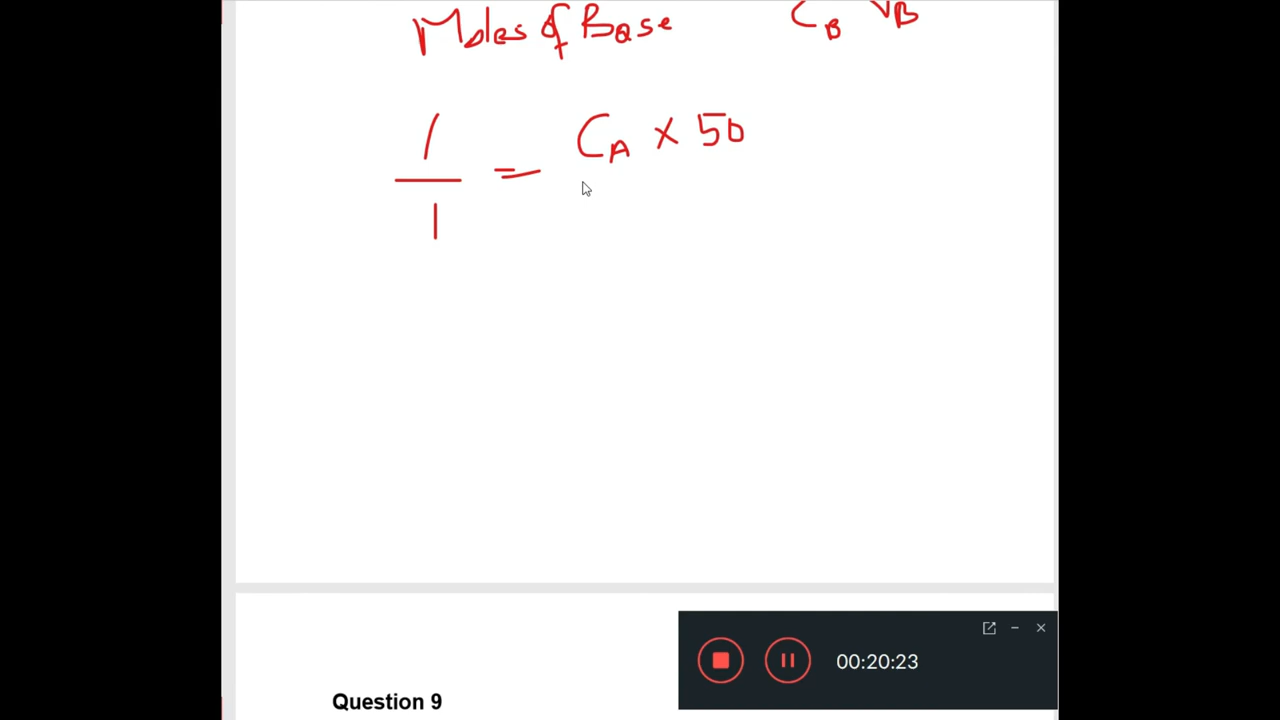 Moles of Base C_B V_B
1/1 = C_A × 50
00:20:23
Question 9